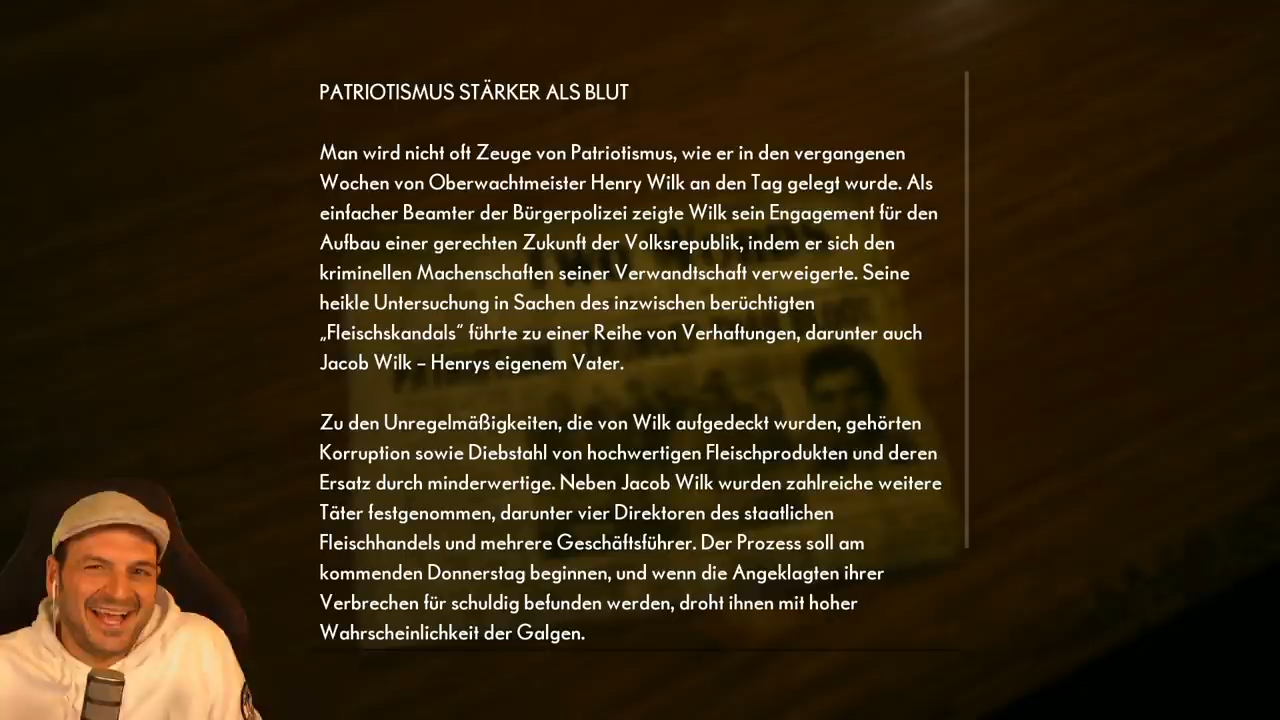 PATRIOTISMUS STÄRKER ALS BLUT
Man wird nicht oft Zeuge von Patriotismus, wie er in den vergangenen
Wochen von Oberwachtmeister Henry Wilk an den Tag gelegt wurde. Als
einfacher Beamter der Bürgerpolizei zeigte Wilk sein Engagement für den
Aufbau einer gerechten Zukunft der Volksrepublik, indem er sich den
kriminellen Machenschaften seiner Verwandtschaft verweigerte. Seine
heikle Untersuchung in Sachen des inzwischen berüchtigten
„Fleischskandals“ führte zu einer Reihe von Verhaftungen, darunter auch
Jacob Wilk – Henrys eigenem Vater.
Zu den Unregelmäßigkeiten, die von Wilk aufgedeckt wurden, gehörten
Korruption sowie Diebstahl von hochwertigen Fleischprodukten und deren
Ersatz durch minderwertige. Neben Jacob Wilk wurden zahlreiche weitere
Täter festgenommen, darunter vier Direktoren des staatlichen
Fleischhandels und mehrere Geschäftsführer. Der Prozess soll am
kommenden Donnerstag beginnen, und wenn die Angeklagten ihrer
Verbrechen für schuldig befunden werden, droht ihnen mit hoher
Wahrscheinlichkeit der Galgen.